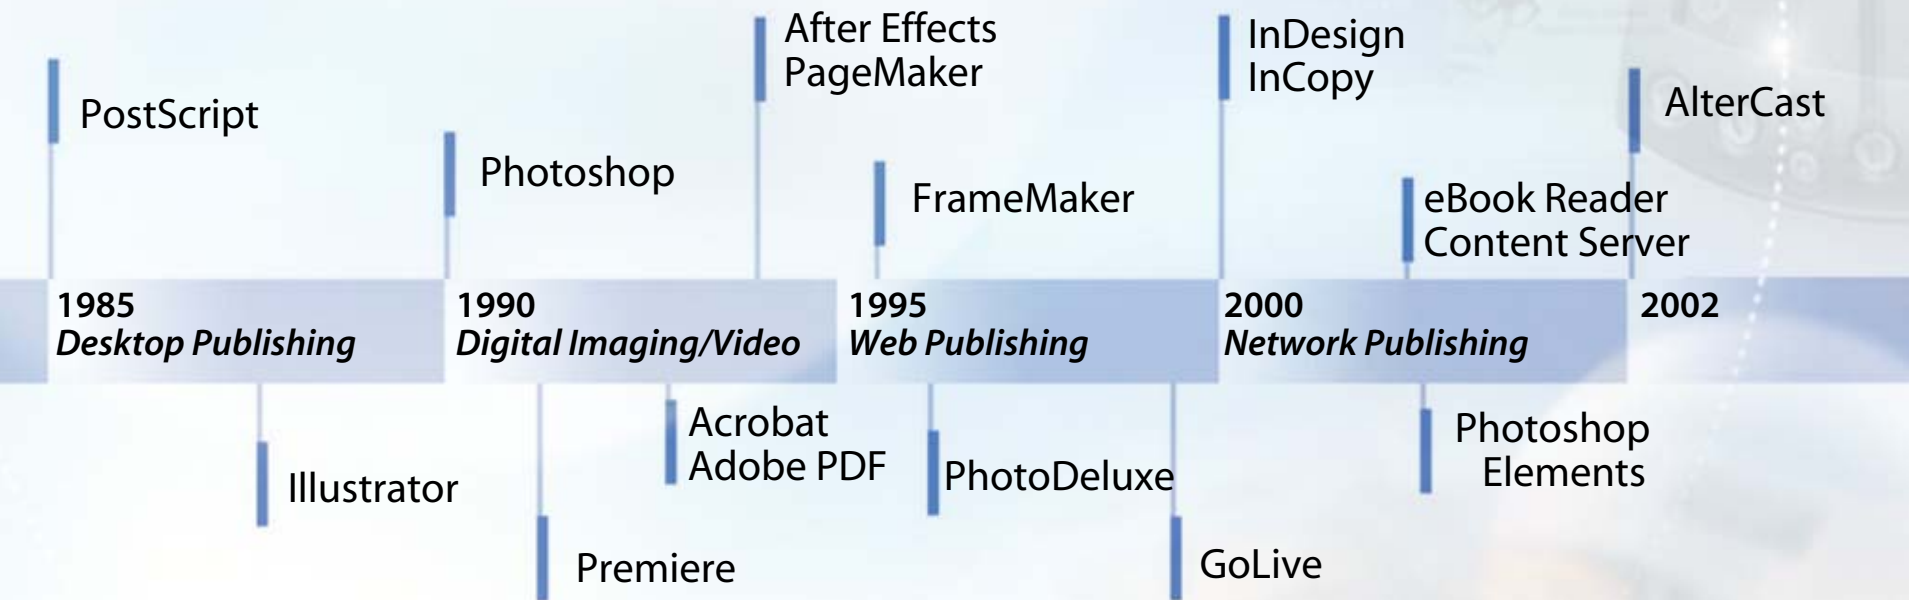 After Effects
PageMaker
InDesign
InCopy
PostScript
AlterCast
Photoshop
FrameMaker
eBook Reader
Content Server
1985
Desktop Publishing
1990
Digital Imaging/Video
1995
Web Publishing
2000
Network Publishing
2002
Illustrator
Acrobat
Adobe PDF
PhotoDeluxe
Photoshop
Elements
Premiere
GoLive